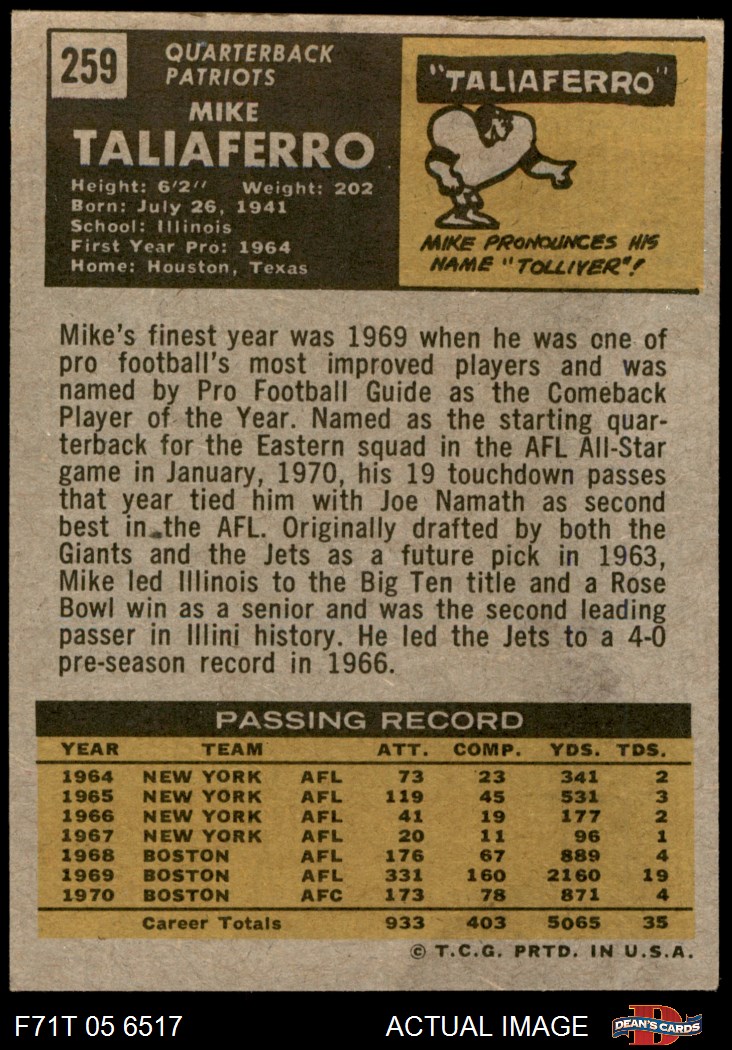 259
QUARTERBACK
PATRIOTS
MIKE
TALIAFERRO
Height: 6'2" Weight: 202
Born: July 26, 1941
School: Illinois
First Year Pro: 1964
Home: Houston, Texas
"TALIAFERRO"
MIKE PRONOUNCES HIS
NAME "TOLLIVER"!
Mike's finest year was 1969 when he was one of
pro football's most improved players and was
named by Pro Football Guide as the Comeback
Player of the Year. Named as the starting quar-
terback for the Eastern squad in the AFL All-Star
game in January, 1970, his 19 touchdown passes
that year tied him with Joe Namath as second
best in the AFL. Originally drafted by both the
Giants and the Jets as a future pick in 1963,
Mike led Illinois to the Big Ten title and a Rose
Bowl win as a senior and was the second leading
passer in Illini history. He led the Jets to a 4-0
pre-season record in 1966.
PASSING RECORD
YEAR TEAM ATT. COMP. YDS. TDS.
1964 NEW YORK AFL 73 23 341 2
1965 NEW YORK AFL 119 45 531 3
1966 NEW YORK AFL 41 19 177 2
1967 NEW YORK AFL 20 11 96 1
1968 BOSTON AFL 176 67 889 4
1969 BOSTON AFL 331 160 2160 19
1970 BOSTON AFC 173 78 871 4
Career Totals 933 403 5065 35
© T.C.G. PRTD. IN U.S.A.
F71T 05 6517 ACTUAL IMAGE D DEAN'S CARDS